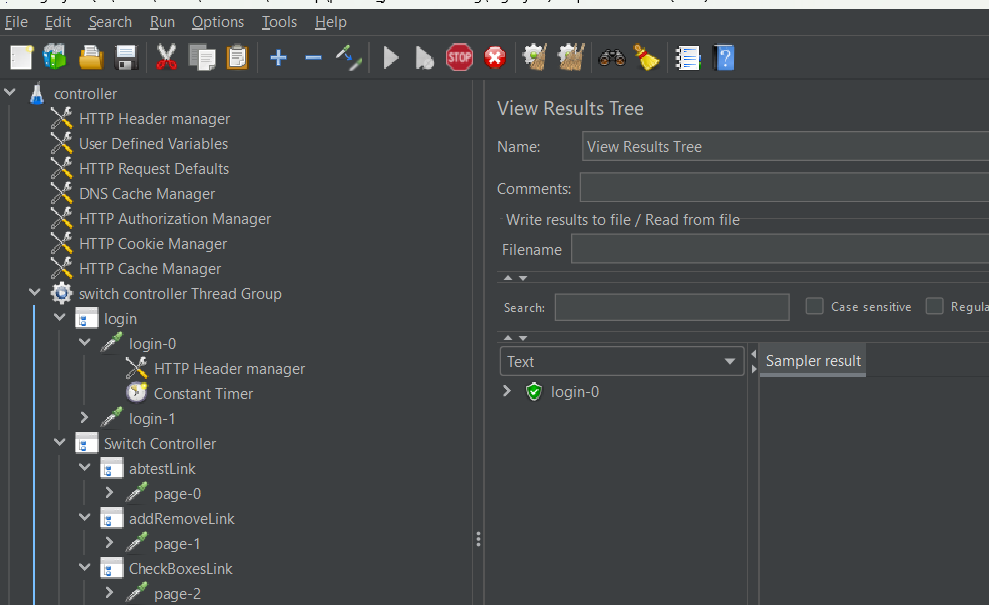 File Edit Search Run Options Tools Help
STOP
controller
HTTP Header manager
User Defined Variables
HTTP Request Defaults
DNS Cache Manager
HTTP Authorization Manager
HTTP Cookie Manager
HTTP Cache Manager
switch controller Thread Group
login
login-0
HTTP Header manager
Constant Timer
login-1
Switch Controller
abtestLink
page-0
addRemoveLink
page-1
CheckBoxesLink
page-2
View Results Tree
Name: View Results Tree
Comments:
Write results to file / Read from file
Filename
Search: Case sensitive Regula
Text
Sampler result
login-0